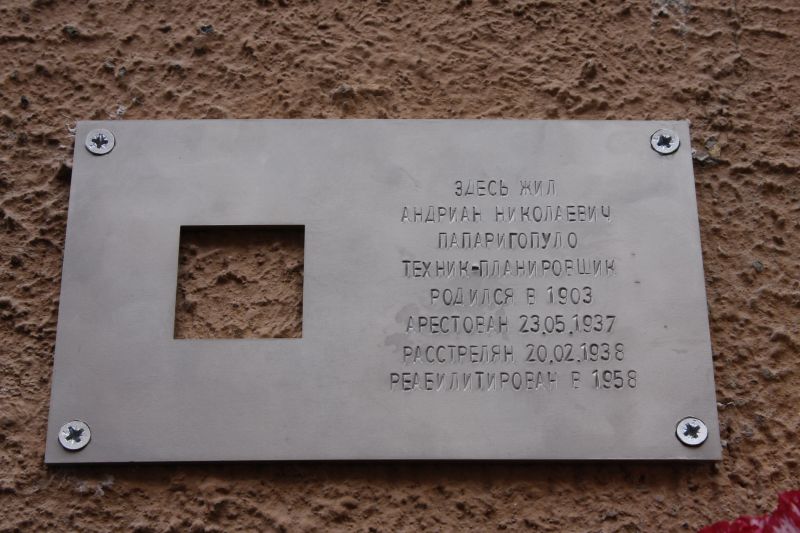 ЗДЕСЬ ЖИЛ
АНДРИАН НИКОЛАЕВИЧ
ПАПАРИГОПУЛО
ТЕХНИК-ПЛАНИРОВЩИК
РОДИЛСЯ В 1903
АРЕСТОВАН 23.05.1937
РАССТРЕЛЯН 20.02.1938
РЕАБИЛИТИРОВАН В 1958